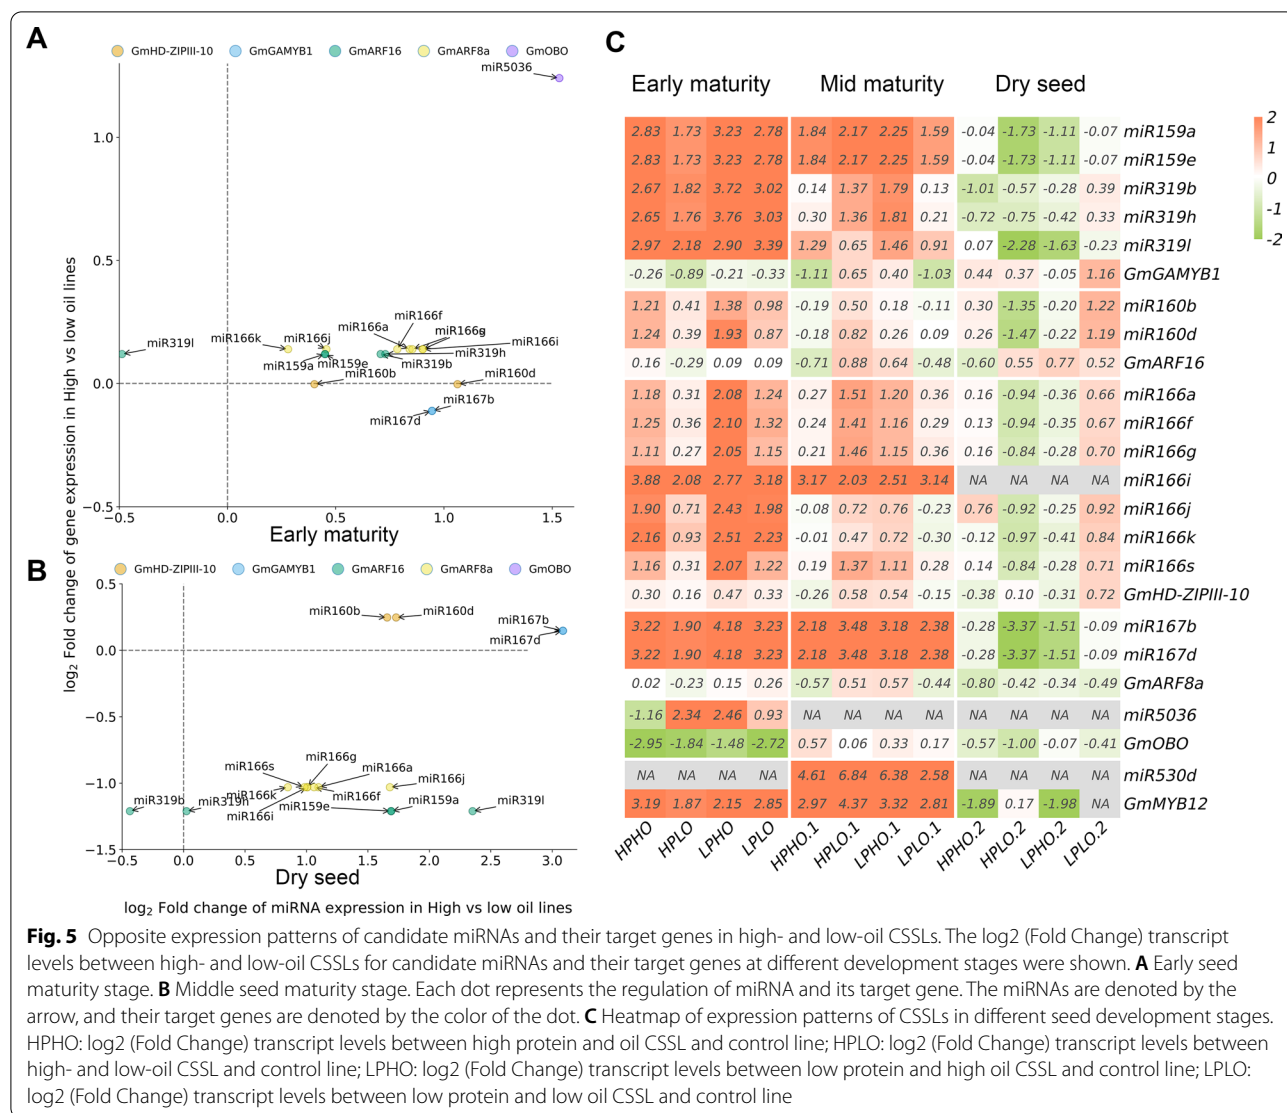 A
GmHD-ZIPIII-10 GmGAMYB1 GmARF16 GmARF8a GmOBO
miR5036
1.0
0.5
miR166f
miR166a miR166g
miR166k miR166j miR166i
miR319l
miR159a miR159e miR319b miR319h
miR160b miR160d
0.0
miR167b
miR167d
−0.5
−0.5 0.0 0.5 1.0 1.5
Early maturity
log2 Fold change of gene expression in High vs low oil lines
B
GmHD-ZIPIII-10 GmGAMYB1 GmARF16 GmARF8a GmOBO
0.5
miR160b miR160d
miR167b
miR167d
0.0
−0.5
miR166g
miR166s miR166a
miR166j
−1.0
miR166k miR166f
miR319b miR319h miR159e miR159a miR319l
miR166i
−1.5
−0.5 0.0 0.5 1.0 1.5 2.0 2.5 3.0
Dry seed
log2 Fold change of miRNA expression in High vs low oil lines
C
Early maturity Mid maturity Dry seed
2.83 1.73 3.23 2.78 1.84 2.17 2.25 1.59 -0.04 -1.73 -1.11 -0.07 miR159a
2.83 1.73 3.23 2.78 1.84 2.17 2.25 1.59 -0.04 -1.73 -1.11 -0.07 miR159e
2.67 1.82 3.72 3.02 0.14 1.37 1.79 0.13 -1.01 -0.57 -0.28 0.39 miR319b
2.65 1.76 3.76 3.03 0.30 1.36 1.81 0.21 -0.72 -0.75 -0.42 0.33 miR319h
2.97 2.18 2.90 3.39 1.29 0.65 1.46 0.91 0.07 -2.28 -1.63 -0.23 miR319l
-0.26 -0.89 -0.21 -0.33 -1.11 0.65 0.40 -1.03 0.44 0.37 -0.05 1.16 GmGAMYB1
1.21 0.41 1.38 0.98 -0.19 0.50 0.18 -0.11 0.30 -1.35 -0.20 1.22 miR160b
1.24 0.39 1.93 0.87 -0.18 0.82 0.26 0.09 0.26 -1.47 -0.22 1.19 miR160d
0.16 -0.29 0.09 0.09 -0.71 0.88 0.64 -0.48 -0.60 0.55 0.77 0.52 GmARF16
1.18 0.31 2.08 1.24 0.27 1.51 1.20 0.36 0.16 -0.94 -0.36 0.66 miR166a
1.25 0.36 2.10 1.32 0.24 1.41 1.16 0.29 0.13 -0.94 -0.35 0.67 miR166f
1.11 0.27 2.05 1.15 0.21 1.46 1.15 0.36 0.16 -0.84 -0.28 0.70 miR166g
3.88 2.08 2.77 3.18 3.17 2.03 2.51 3.14 NA NA NA NA miR166i
1.90 0.71 2.43 1.98 -0.08 0.72 0.76 -0.23 0.76 -0.92 -0.25 0.92 miR166j
2.16 0.93 2.51 2.23 -0.01 0.47 0.72 -0.30 -0.12 -0.97 -0.41 0.84 miR166k
1.16 0.31 2.07 1.22 0.19 1.37 1.11 0.28 0.14 -0.84 -0.28 0.71 miR166s
0.30 0.16 0.47 0.33 -0.26 0.58 0.54 -0.15 -0.38 0.10 -0.31 0.72 GmHD-ZIPIII-10
3.22 1.90 4.18 3.23 2.18 3.48 3.18 2.38 -0.28 -3.37 -1.51 -0.09 miR167b
3.22 1.90 4.18 3.23 2.18 3.48 3.18 2.38 -0.28 -3.37 -1.51 -0.09 miR167d
0.02 -0.23 0.15 0.26 -0.57 0.51 0.57 -0.44 -0.80 -0.42 -0.34 -0.49 GmARF8a
-1.16 2.34 2.46 0.93 NA NA NA NA NA NA NA NA miR5036
-2.95 -1.84 -1.48 -2.72 0.57 0.06 0.33 0.17 -0.57 -1.00 -0.07 -0.41 GmOBO
NA NA NA NA 4.61 6.84 6.38 2.58 NA NA NA NA miR530d
3.19 1.87 2.15 2.85 2.97 4.37 3.32 2.81 -1.89 0.17 -1.98 NA GmMYB12
HPHO HPLO LPHO LPLO HPHO.1 HPLO.1 LPHO.1 LPLO.1 HPHO.2 HPLO.2 LPHO.2 LPLO.2
2
1
0
-1
-2
Fig. 5 Opposite expression patterns of candidate miRNAs and their target genes in high- and low-oil CSSLs. The log2 (Fold Change) transcript
levels between high- and low-oil CSSLs for candidate miRNAs and their target genes at different development stages were shown. A Early seed
maturity stage. B Middle seed maturity stage. Each dot represents the regulation of miRNA and its target gene. The miRNAs are denoted by the
arrow, and their target genes are denoted by the color of the dot. C Heatmap of expression patterns of CSSLs in different seed development stages.
HPHO: log2 (Fold Change) transcript levels between high protein and oil CSSL and control line; HPLO: log2 (Fold Change) transcript levels between
high- and low-oil CSSL and control line; LPHO: log2 (Fold Change) transcript levels between low protein and high oil CSSL and control line; LPLO:
log2 (Fold Change) transcript levels between low protein and low oil CSSL and control line